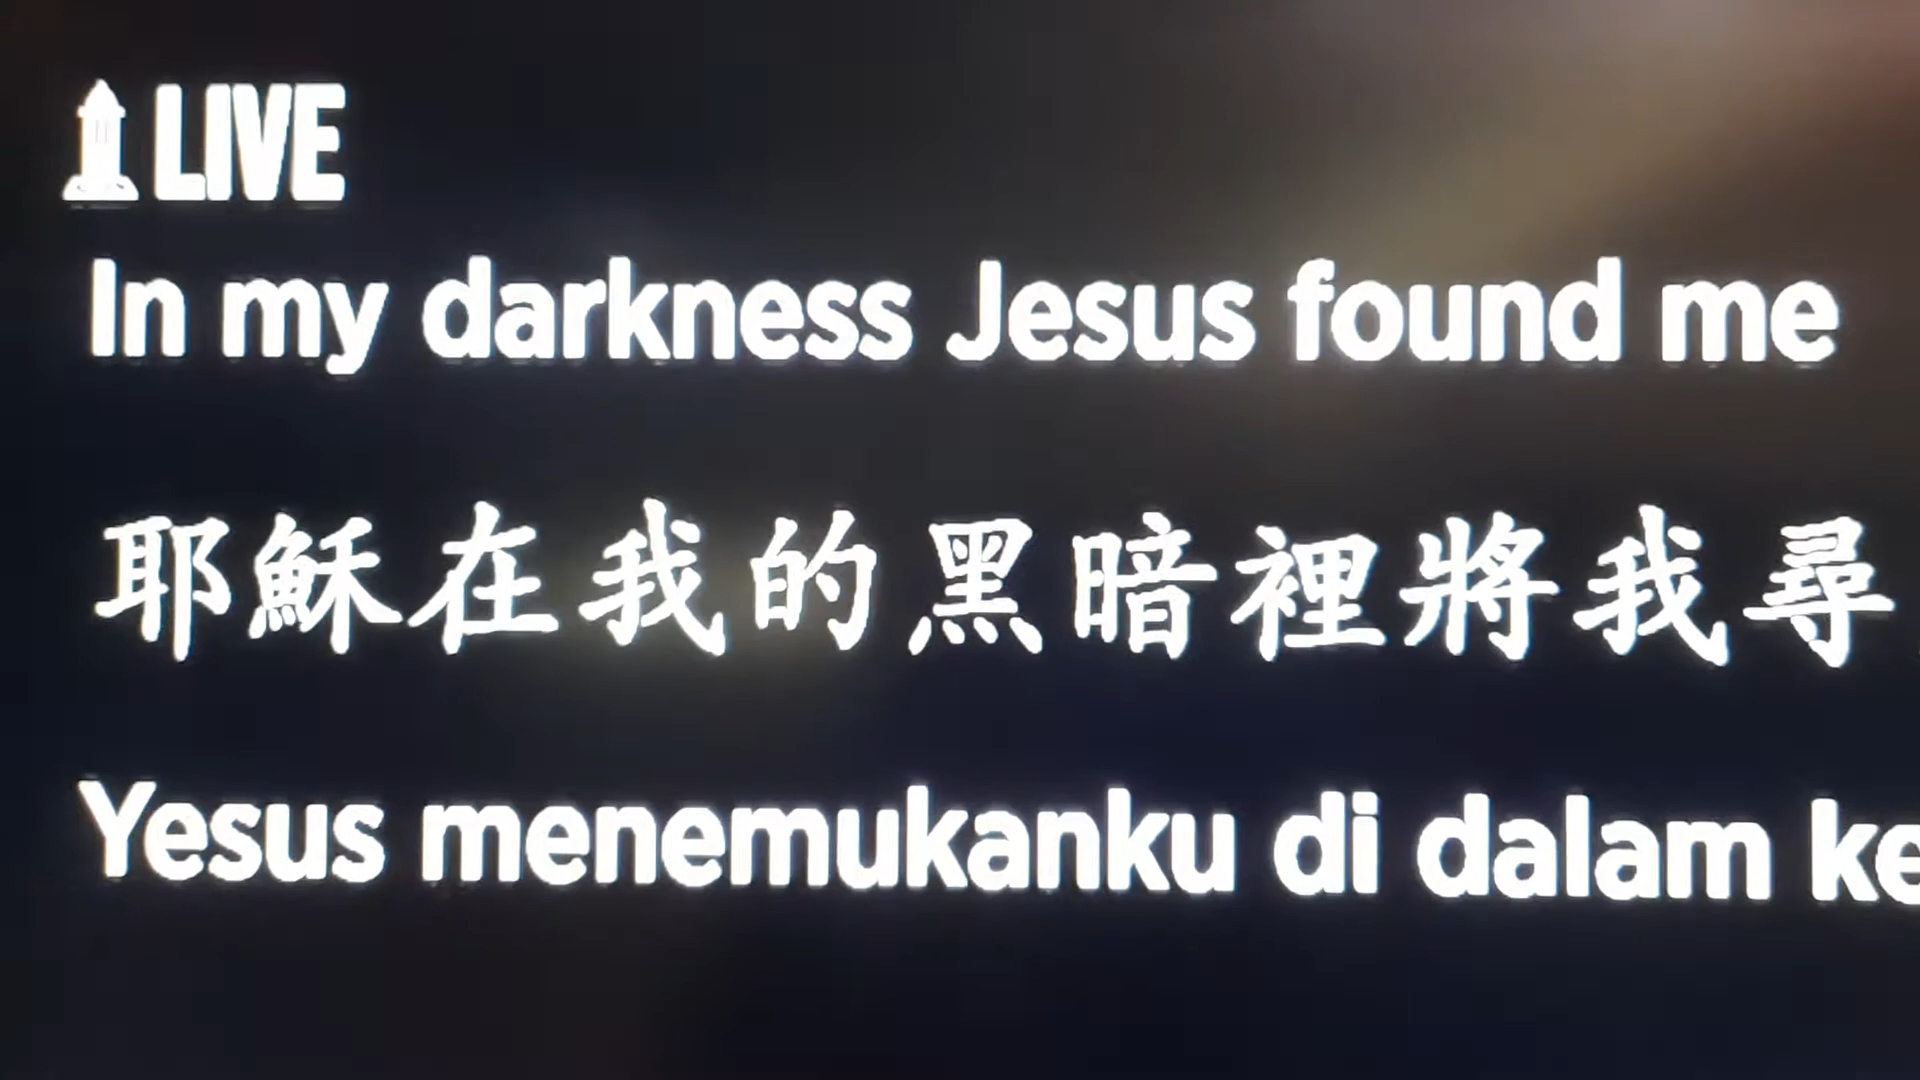 LIVE
In my darkness Jesus found me
耶穌在我的黑暗裡將我尋
Yesus menemukanku di dalam